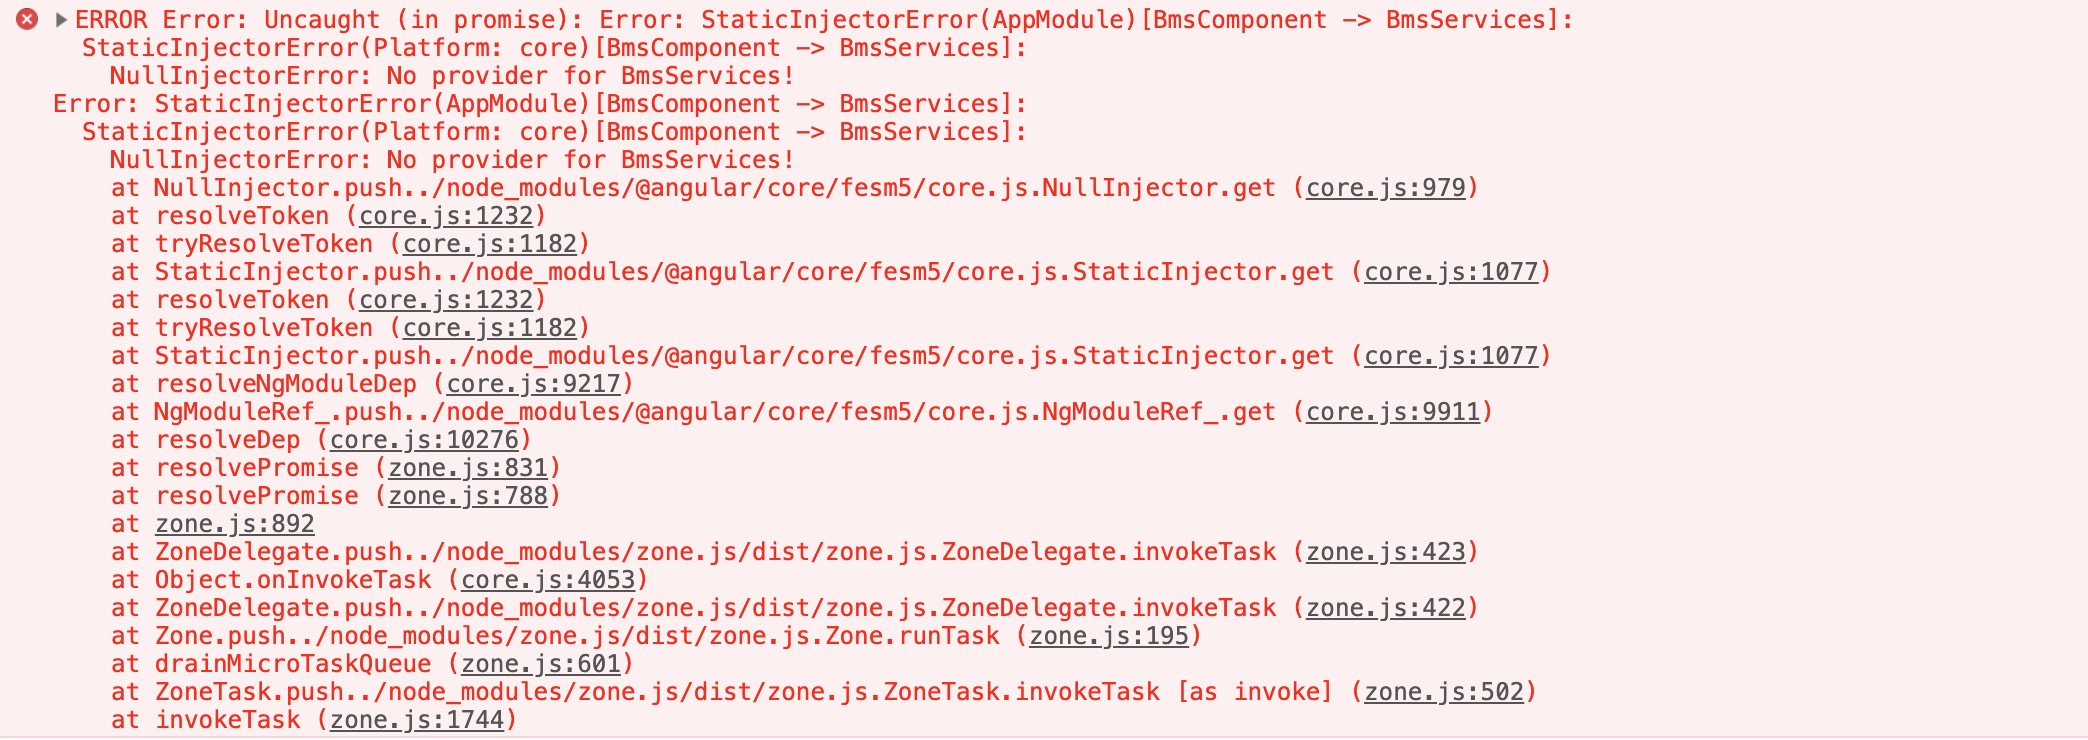 ERROR Error: Uncaught (in promise): Error: StaticInjectorError(AppModule)[BmsComponent -> BmsServices]:
StaticInjectorError(Platform: core)[BmsComponent -> BmsServices]:
NullInjectorError: No provider for BmsServices!
Error: StaticInjectorError(AppModule)[BmsComponent -> BmsServices]:
StaticInjectorError(Platform: core)[BmsComponent -> BmsServices]:
NullInjectorError: No provider for BmsServices!
at NullInjector.push../node_modules/@angular/core/fesm5/core.js.NullInjector.get (core.js:979)
at resolveToken (core.js:1232)
at tryResolveToken (core.js:1182)
at StaticInjector.push../node_modules/@angular/core/fesm5/core.js.StaticInjector.get (core.js:1077)
at resolveToken (core.js:1232)
at tryResolveToken (core.js:1182)
at StaticInjector.push../node_modules/@angular/core/fesm5/core.js.StaticInjector.get (core.js:1077)
at resolveNgModuleDep (core.js:9217)
at NgModuleRef_.push../node_modules/@angular/core/fesm5/core.js.NgModuleRef_.get (core.js:9911)
at resolveDep (core.js:10276)
at resolvePromise (zone.js:831)
at resolvePromise (zone.js:788)
at zone.js:892
at ZoneDelegate.push../node_modules/zone.js/dist/zone.js.ZoneDelegate.invokeTask (zone.js:423)
at Object.onInvokeTask (core.js:4053)
at ZoneDelegate.push../node_modules/zone.js/dist/zone.js.ZoneDelegate.invokeTask (zone.js:422)
at Zone.push../node_modules/zone.js/dist/zone.js.Zone.runTask (zone.js:195)
at drainMicroTaskQueue (zone.js:601)
at ZoneTask.push../node_modules/zone.js/dist/zone.js.ZoneTask.invokeTask [as invoke] (zone.js:502)
at invokeTask (zone.js:1744)